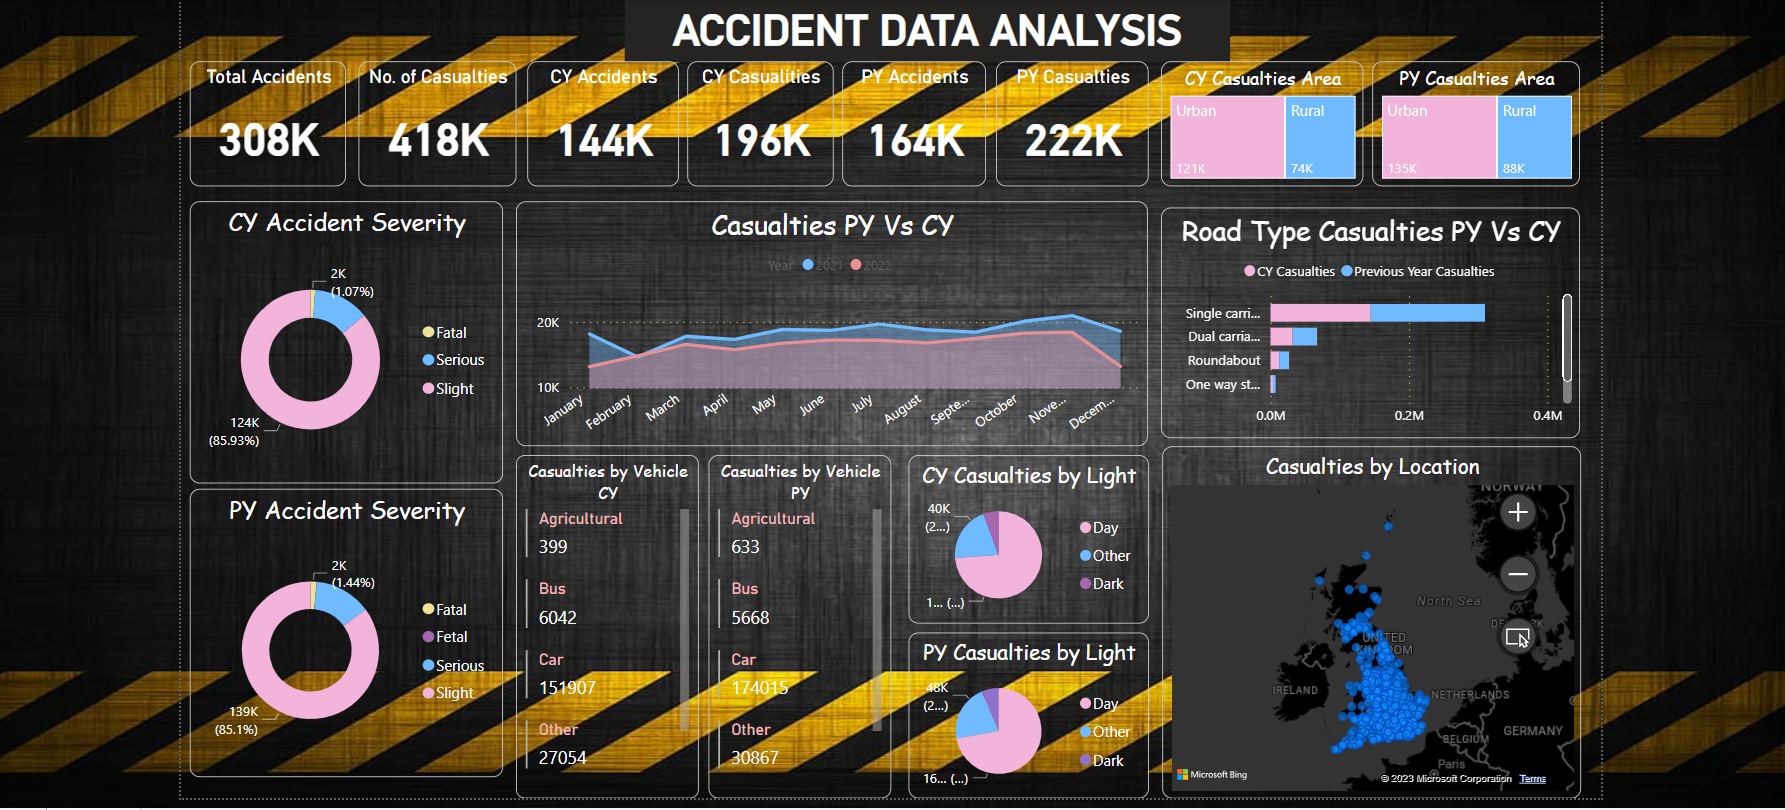 ACCIDENT DATA ANALYSIS
Total Accidents
308K
No. of Casualties
418K
CY Accidents
144K
CY Casualities
196K
PY Accidents
164K
PY Casualties
222K
CY Casualties Area
Urban
Rural
121K
74K
PY Casualties Area
Urban
Rural
135K
88K
CY Accident Severity
2K
(1.07%)
124K
(85.93%)
Fatal
Serious
Slight
Casualties PY Vs CY
Year 2021 2022
20K
10K
January
February
March
April
May
June
July
August
Septe...
October
Nove...
Decem...
Road Type Casualties PY Vs CY
CY Casualties Previous Year Casualties
Single carri...
Dual carria...
Roundabout
One way st...
0.0M 0.2M 0.4M
PY Accident Severity
2K
(1.44%)
139K
(85.1%)
Fatal
Fetal
Serious
Slight
Casualties by Vehicle
CY
Agricultural
399
Bus
6042
Car
151907
Other
27054
Casualties by Vehicle
PY
Agricultural
633
Bus
5668
Car
174015
Other
30867
CY Casualties by Light
40K
(2...)
1... (...)
Day
Other
Dark
PY Casualties by Light
48K
(2...)
16... (...)
Day
Other
Dark
Casualties by Location
NORWAY
North Sea
UNITED
KINGDOM
IRELAND
NETHERLANDS
BELGIUM
GERMANY
Paris
Microsoft Bing
© 2023 Microsoft Corporation Terms